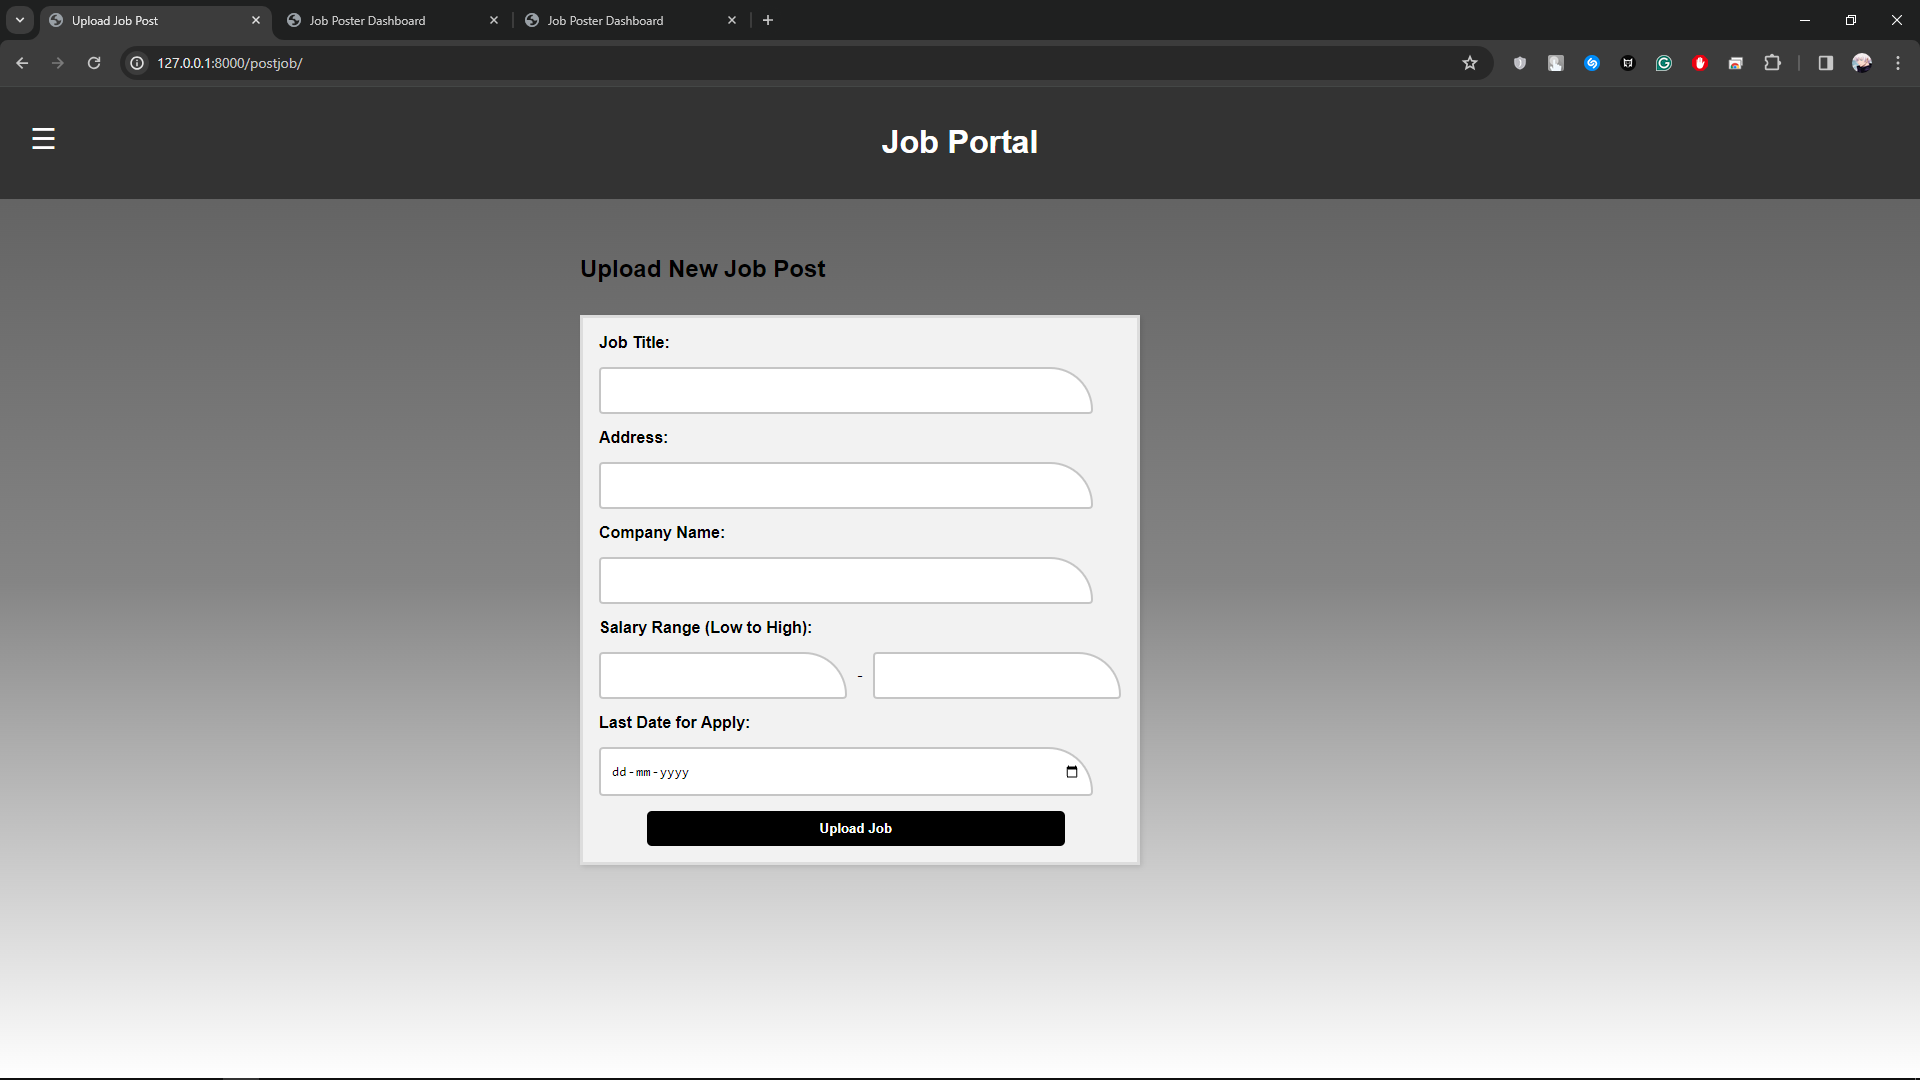 Upload Job Post
Job Poster Dashboard
Job Poster Dashboard
127.0.0.1:8000/postjob/
Job Portal
Upload New Job Post
Job Title:
Address:
Company Name:
Salary Range (Low to High):
-
Last Date for Apply:
dd-mm-yyyy
Upload Job